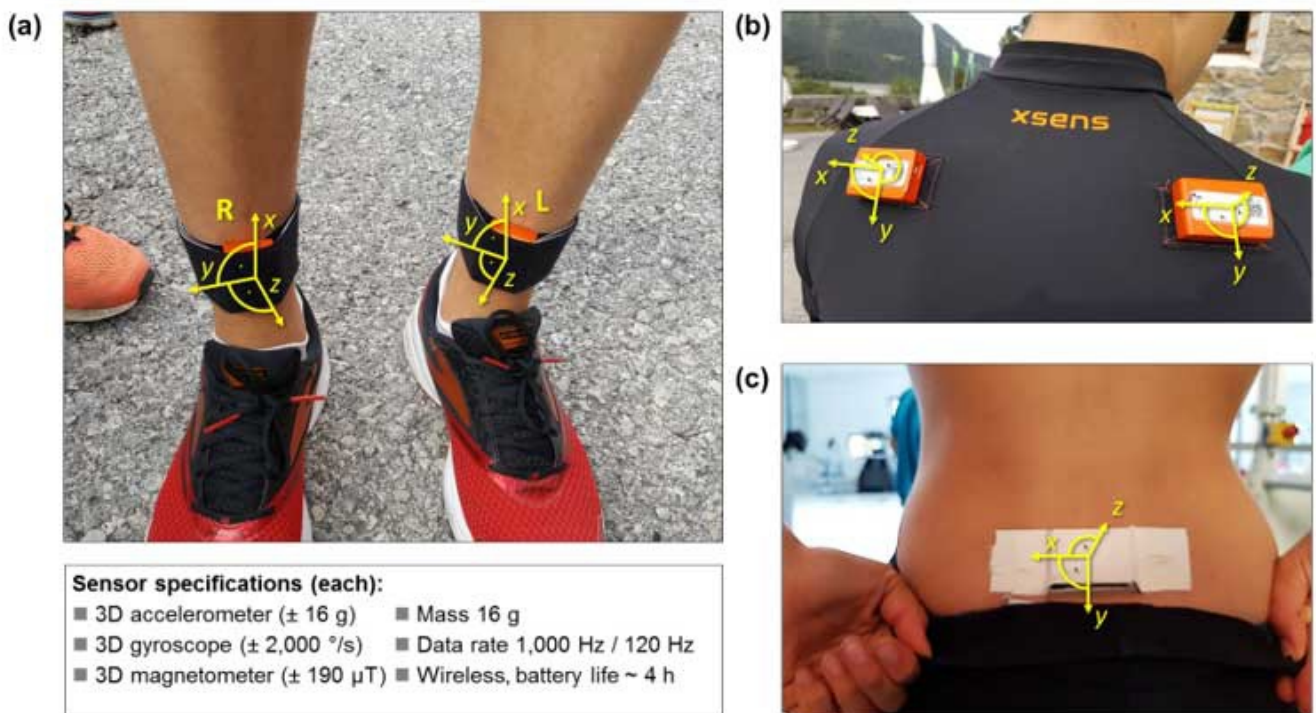 (a)
R
x
y
z
x L
y
z
Sensor specifications (each):
■ 3D accelerometer (± 16 g)
■ 3D gyroscope (± 2,000 °/s)
■ 3D magnetometer (± 190 µT)
■ Mass 16 g
■ Data rate 1,000 Hz / 120 Hz
■ Wireless, battery life ~ 4 h
(b)
xsens
z
x
y
z
x
y
(c)
z
x
y